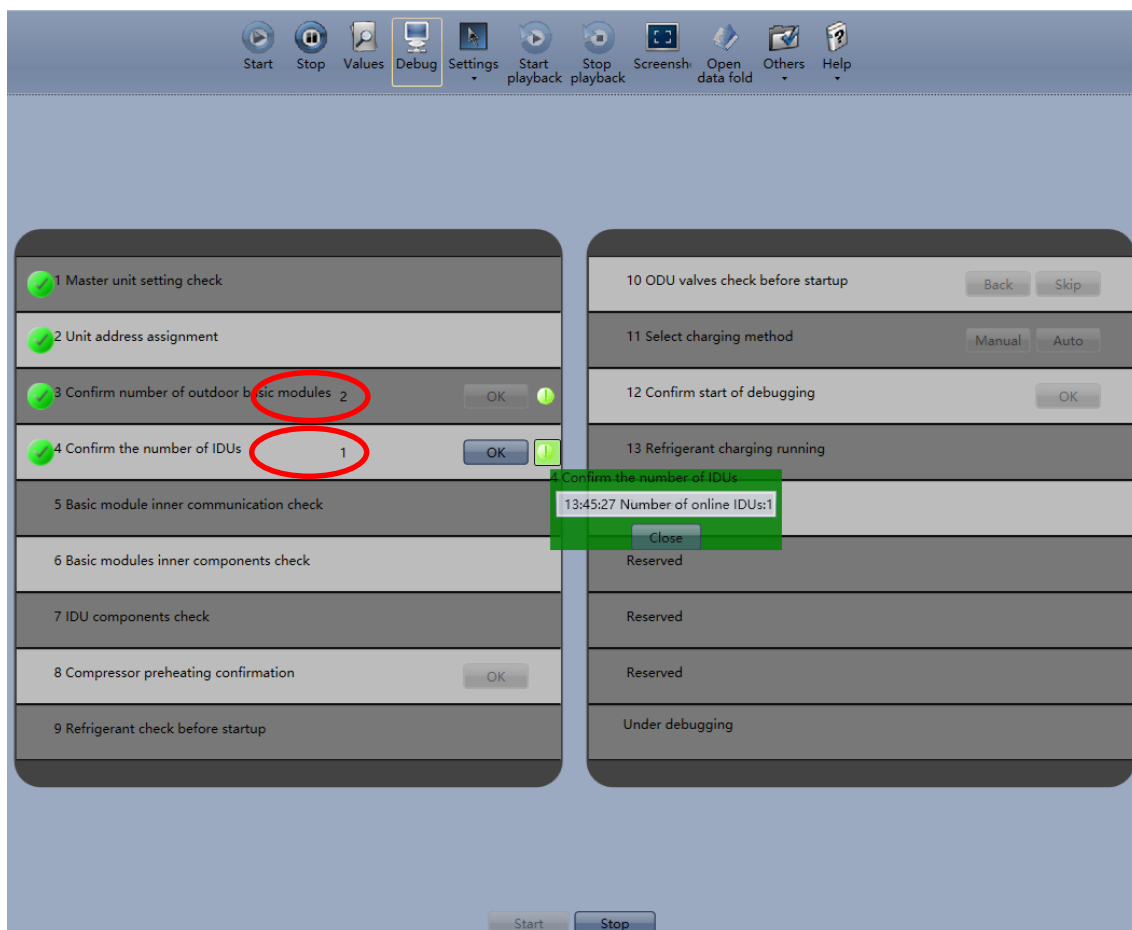 Start
Stop
Values
Debug
Settings
Start
playback
Stop
playback
Screensh
Open
data fold
Others
Help
1 Master unit setting check
2 Unit address assignment
3 Confirm number of outdoor basic modules 2 OK
4 Confirm the number of IDUs 1 OK
5 Basic module inner communication check
6 Basic modules inner components check
7 IDU components check
8 Compressor preheating confirmation OK
9 Refrigerant check before startup
10 ODU valves check before startup Back Skip
11 Select charging method Manual Auto
12 Confirm start of debugging OK
13 Refrigerant charging running
4 Confirm the number of IDUs
13:45:27 Number of online IDUs:1
Close
Reserved
Reserved
Reserved
Under debugging
Start Stop